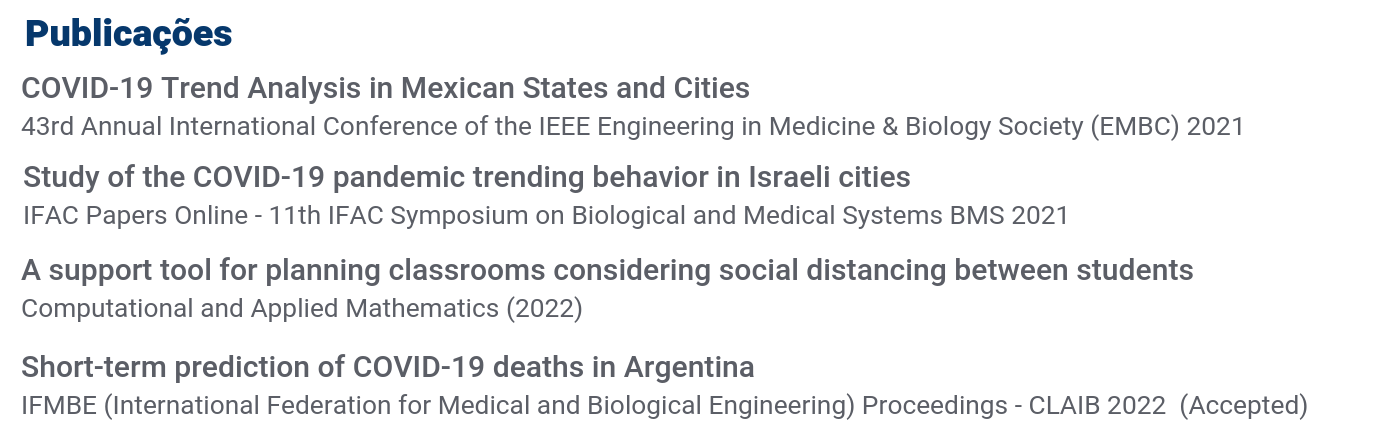 Publicações
COVID-19 Trend Analysis in Mexican States and Cities
43rd Annual International Conference of the IEEE Engineering in Medicine & Biology Society (EMBC) 2021
Study of the COVID-19 pandemic trending behavior in Israeli cities
IFAC Papers Online - 11th IFAC Symposium on Biological and Medical Systems BMS 2021
A support tool for planning classrooms considering social distancing between students
Computational and Applied Mathematics (2022)
Short-term prediction of COVID-19 deaths in Argentina
IFMBE (International Federation for Medical and Biological Engineering) Proceedings - CLAIB 2022 (Accepted)